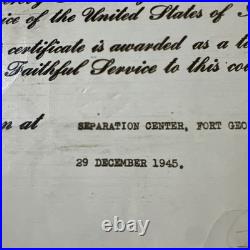 ice of the United States of
certificate is awarded as a
Faithful Service to this
at SEPARATION CENTER, FORT GEO
29 DECEMBER 1945.